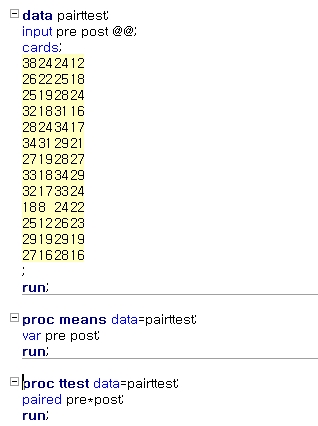 data pairttest;
input pre post @@;
cards;
38242412
26222518
25192824
32183116
28243417
34312921
27192827
33183429
32173324
188 2422
25122623
29192919
27162816
;
run;
proc means data=pairttest;
var pre post;
run;
proc ttest data=pairttest;
paired pre*post;
run;